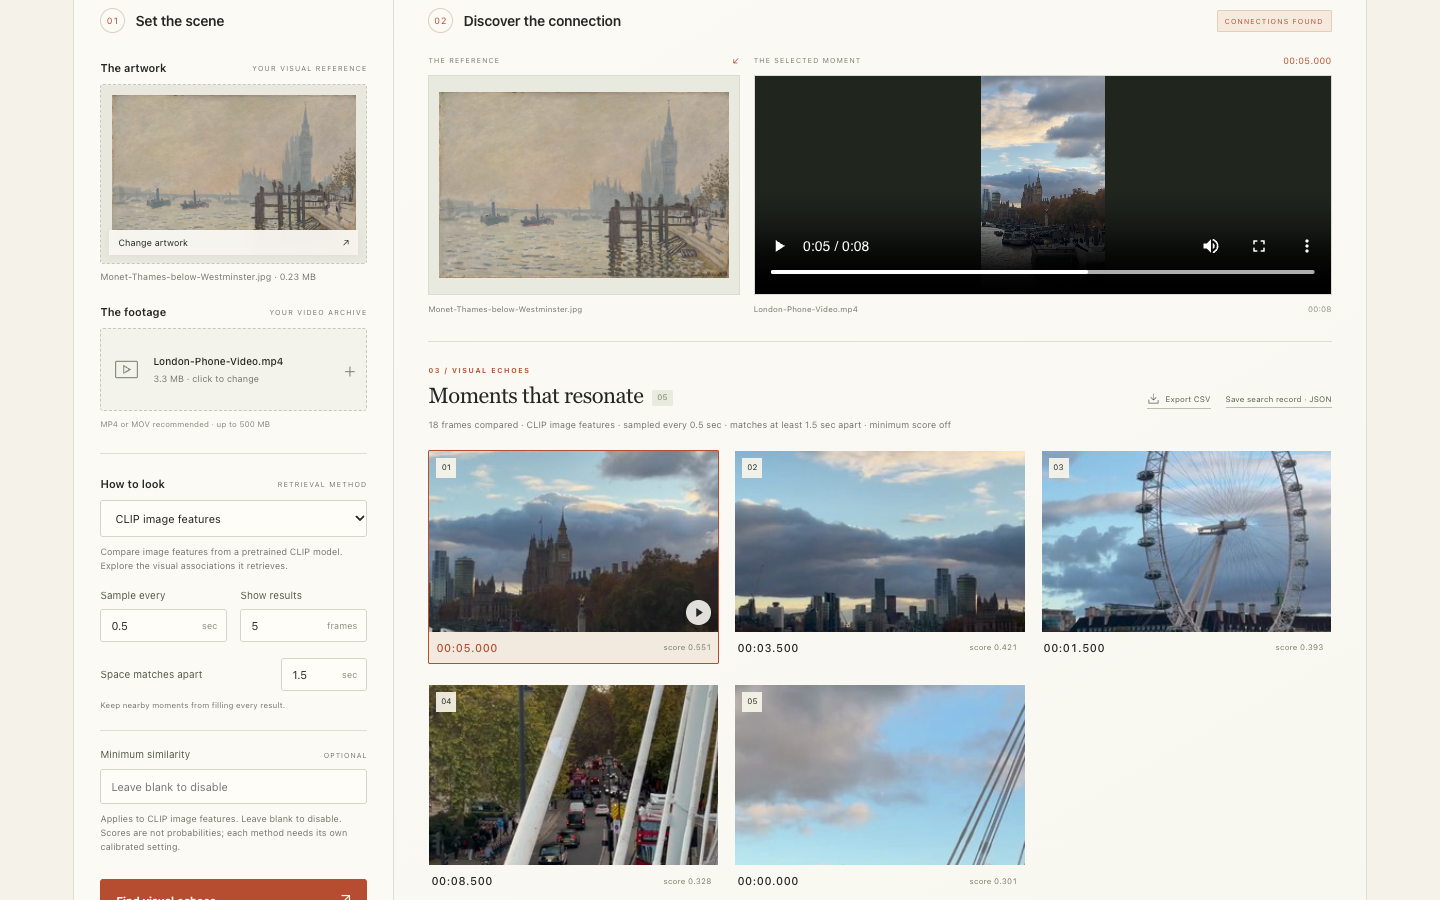 01 Set the scene
The artwork YOUR VISUAL REFERENCE
Change artwork ↗
Monet-Thames-below-Westminster.jpg · 0.23 MB
The footage YOUR VIDEO ARCHIVE
London-Phone-Video.mp4
3.3 MB · click to change
MP4 or MOV recommended · up to 500 MB
How to look RETRIEVAL METHOD
CLIP image features
Compare image features from a pretrained CLIP model.
Explore the visual associations it retrieves.
Sample every Show results
0.5 sec 5 frames
Space matches apart 1.5 sec
Keep nearby moments from filling every result.
Minimum similarity OPTIONAL
Leave blank to disable
Applies to CLIP image features. Leave blank to disable.
Scores are not probabilities; each method needs its own
calibrated setting.
Find visual echoes ↗
02 Discover the connection CONNECTIONS FOUND
THE REFERENCE ↙ THE SELECTED MOMENT 00:05.000
0:05 / 0:08
Monet-Thames-below-Westminster.jpg London-Phone-Video.mp4 00:08
03 / VISUAL ECHOES
Moments that resonate 05
Export CSV Save search record · JSON
18 frames compared · CLIP image features · sampled every 0.5 sec · matches at least 1.5 sec apart · minimum score off
01 02 03
00:05.000 score 0.551 00:03.500 score 0.421 00:01.500 score 0.393
04 05
00:08.500 score 0.328 00:00.000 score 0.301